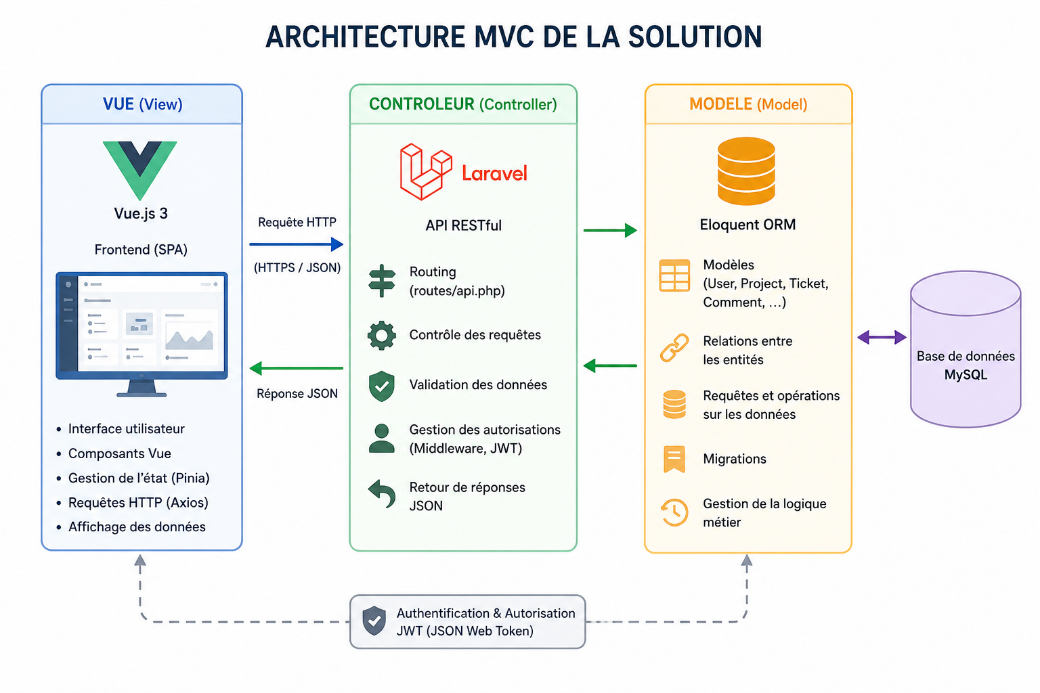 ARCHITECTURE MVC DE LA SOLUTION
VUE (View)
Vue.js 3
Frontend (SPA)
• Interface utilisateur
• Composants Vue
• Gestion de l'état (Pinia)
• Requêtes HTTP (Axios)
• Affichage des données
Requête HTTP
(HTTPS / JSON)
Réponse JSON
CONTROLEUR (Controller)
Laravel
API RESTful
Routing
(routes/api.php)
Contrôle des requêtes
Validation des données
Gestion des autorisations
(Middleware, JWT)
Retour de réponses
JSON
MODELE (Model)
Eloquent ORM
Modèles
(User, Project, Ticket,
Comment, ...)
Relations entre
les entités
Requêtes et opérations
sur les données
Migrations
Gestion de la logique
métier
Base de données
MySQL
Authentification & Autorisation
JWT (JSON Web Token)